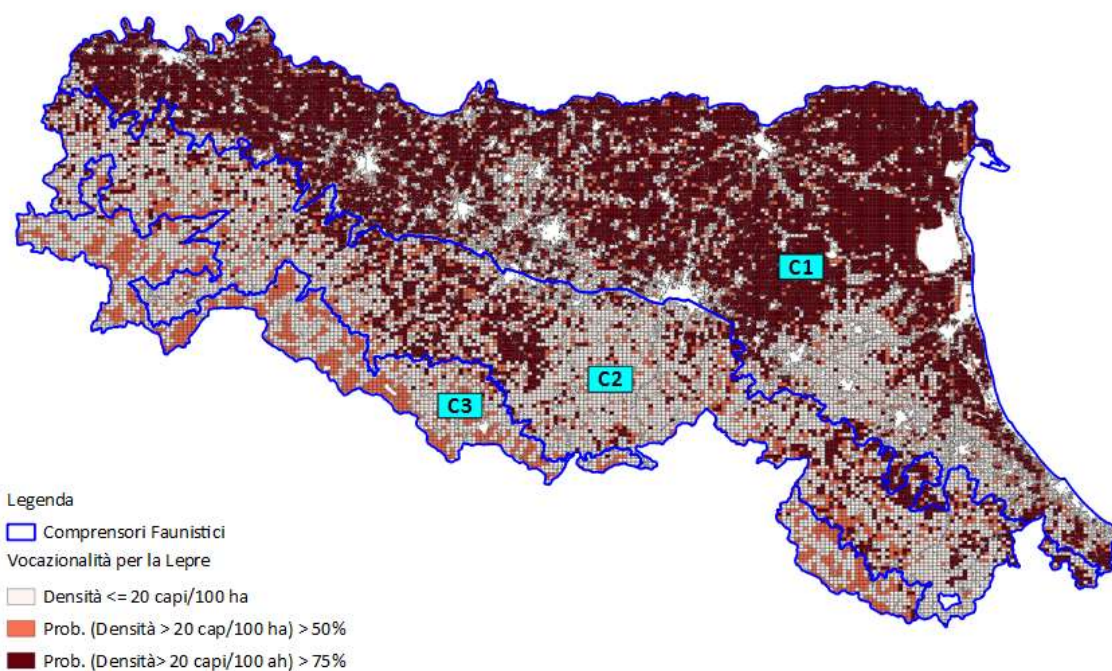 C1
C2
C3
Legenda
Comprensori Faunistici
Vocazionalità per la Lepre
Densità <= 20 capi/100 ha
Prob. (Densità > 20 cap/100 ha) > 50%
Prob. (Densità> 20 capi/100 ah) > 75%